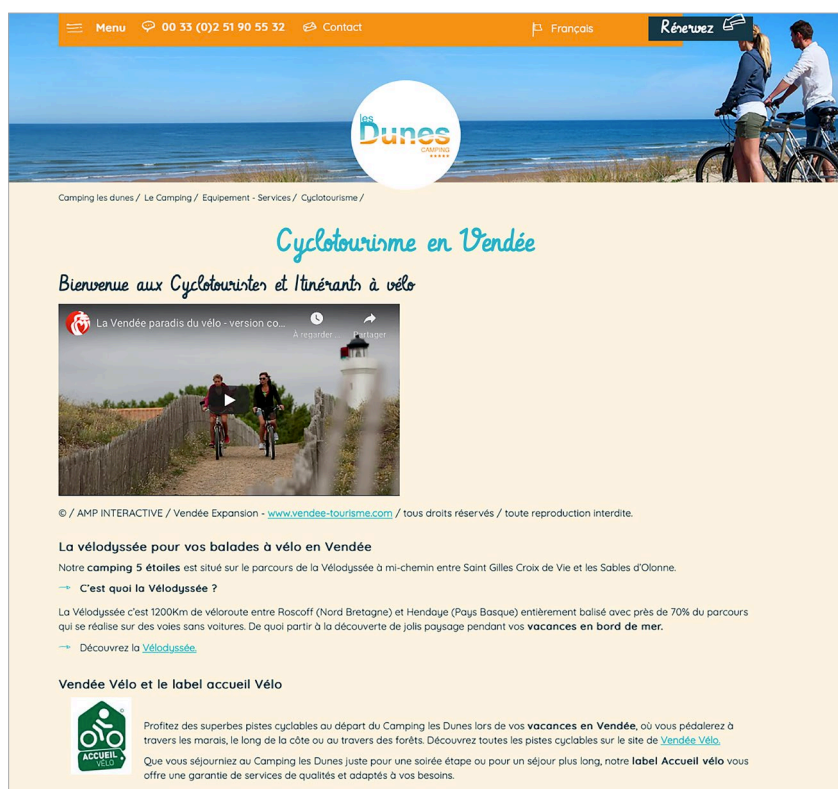 Menu 00 33 (0)2 51 90 55 32 Contact Français Réservez
les
Dunes
CAMPING
Camping les dunes / Le Camping / Equipement - Services / Cyclotourisme /
Cyclotourisme en Vendée
Bienvenue aux Cyclotouristes et Itinérants à vélo
La Vendée paradis du vélo - version co...
À regarder... Partager
© / AMP INTERACTIVE / Vendée Expansion - www.vendee-tourisme.com / tous droits réservés / toute reproduction interdite.
La vélodyssée pour vos balades à vélo en Vendée
Notre camping 5 étoiles est situé sur le parcours de la Vélodyssée à mi-chemin entre Saint Gilles Croix de Vie et les Sables d'Olonne.
C'est quoi la Vélodyssée ?
La Vélodyssée c'est 1200Km de véloroute entre Roscoff (Nord Bretagne) et Hendaye (Pays Basque) entièrement balisé avec près de 70% du parcours
qui se réalise sur des voies sans voitures. De quoi partir à la découverte de jolis paysage pendant vos vacances en bord de mer.
Découvrez la Vélodyssée.
Vendée Vélo et le label accueil Vélo
ACCUEIL
VÉLO
Profitez des superbes pistes cyclables au départ du Camping les Dunes lors de vos vacances en Vendée, où vous pédalerez à
travers les marais, le long de la côte ou au travers des forêts. Découvrez toutes les pistes cyclables sur le site de Vendée Vélo.
Que vous séjourniez au Camping les Dunes juste pour une soirée étape ou pour un séjour plus long, notre label Accueil vélo vous
offre une garantie de services de qualités et adaptés à vos besoins.